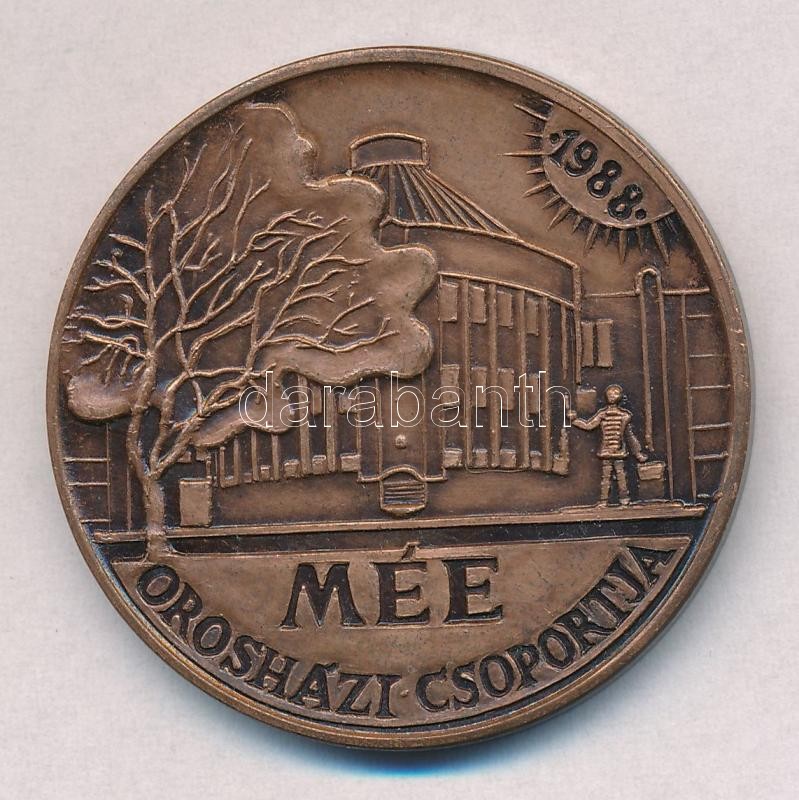 ·1988·
darabanth
MÉE
OROSHÁZI·CSOPORTJA